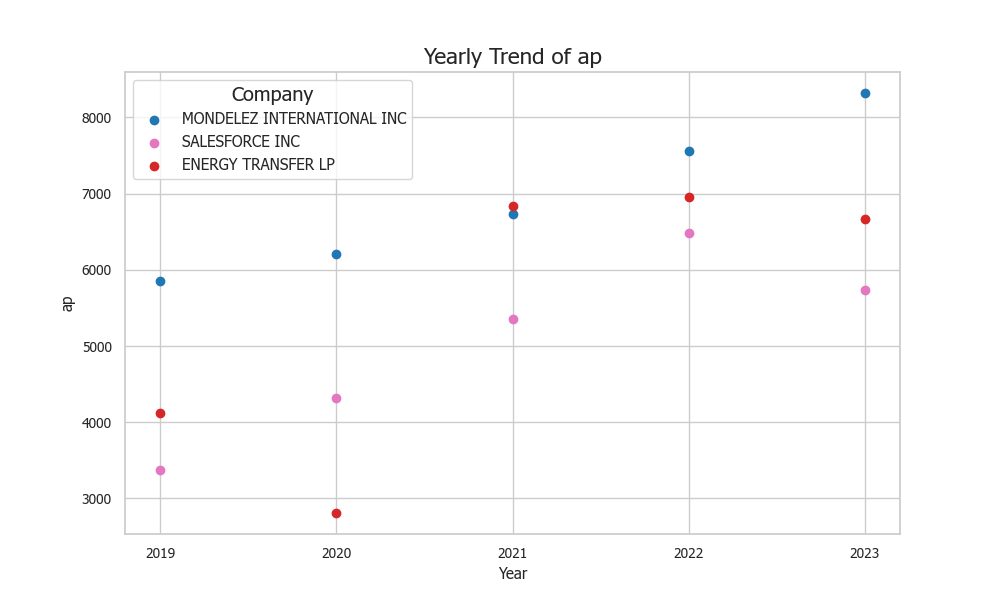 Yearly Trend of ap
Company
MONDELEZ INTERNATIONAL INC
SALESFORCE INC
ENERGY TRANSFER LP
8000
7000
6000
5000
4000
3000
ap
2019 2020 2021 2022 2023
Year